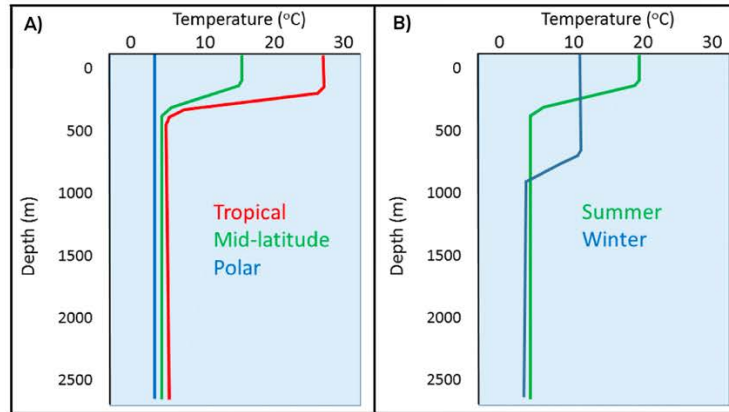 A)
Temperature (°C)
0 10 20 30
0
500
1000
1500
2000
2500
Depth (m)
Tropical
Mid-latitude
Polar
B)
Temperature (°C)
0 10 20 30
0
500
1000
1500
2000
2500
Depth (m)
Summer
Winter